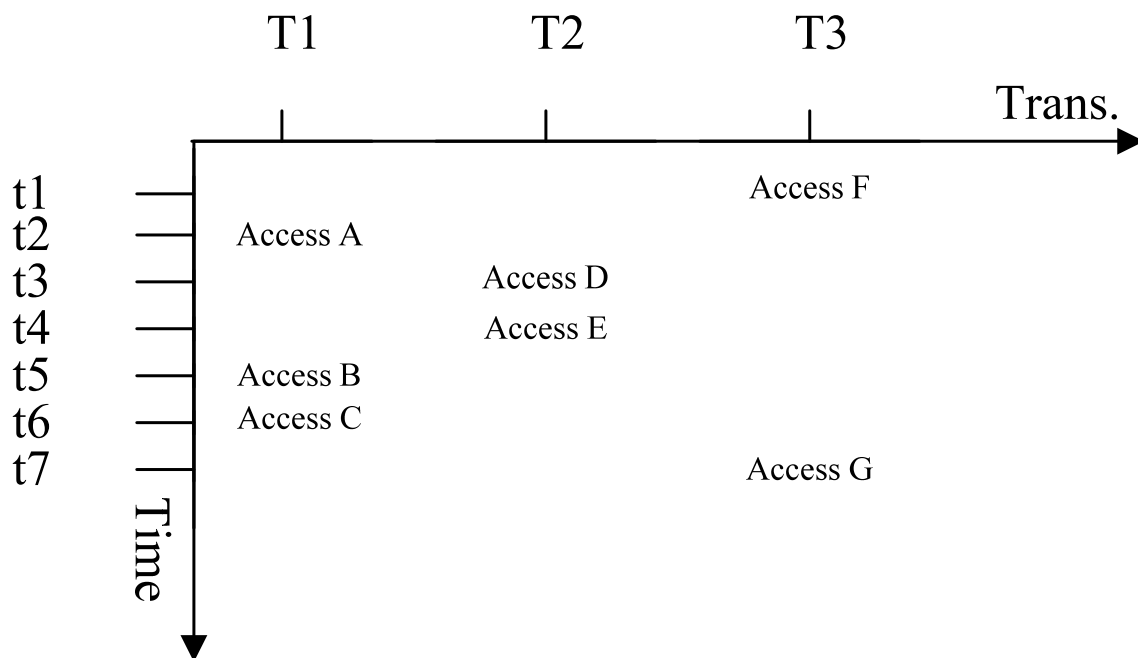 T1 T2 T3
Trans.
t1 Access F
t2 Access A
t3 Access D
t4 Access E
t5 Access B
t6 Access C
t7 Access G
Time